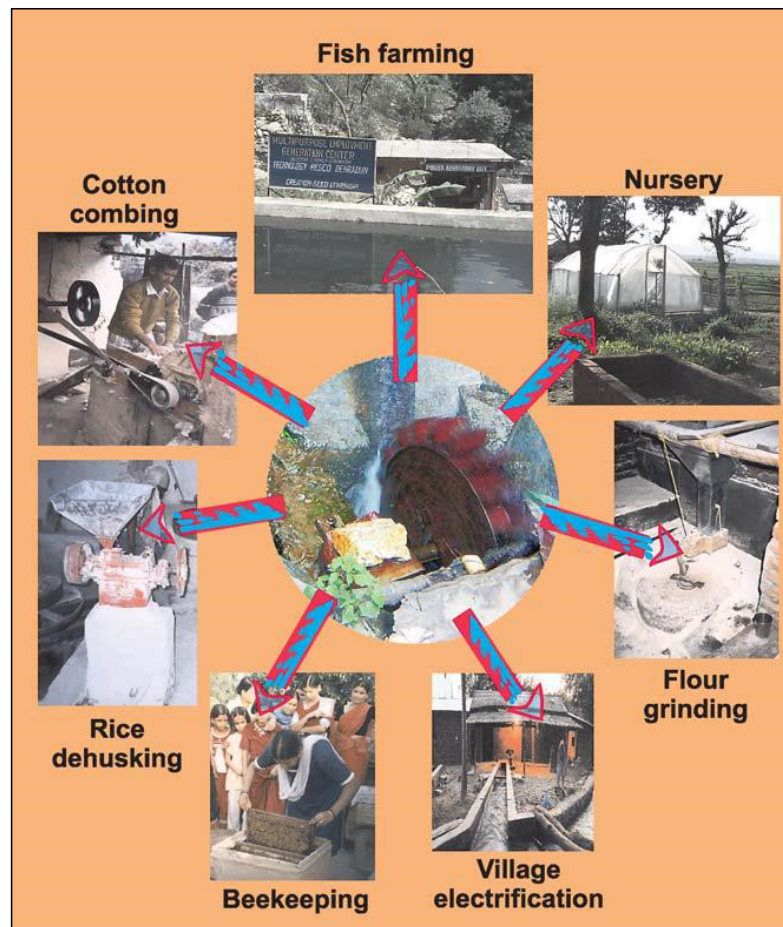 Fish farming
MULTIPURPOSE EMPLOYMENT
GENERATION CENTER
TECHNOLOGY HESCO DEHRADUN
Cotton
combing
Nursery
Rice
dehusking
Flour
grinding
Beekeeping
Village
electrification